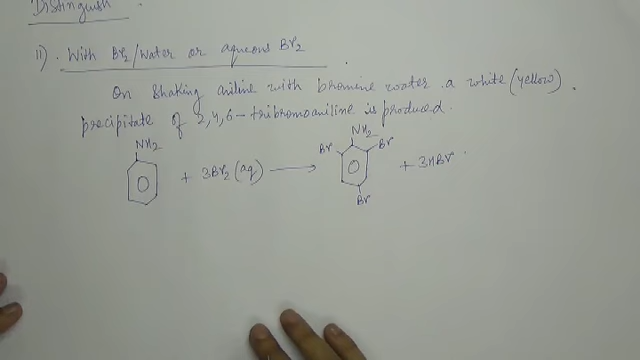 Distinguish.
ii). With Br2/water or aqueous Br2
On Shaking aniline with bromine water a white (yellow).
precipitate of 2,4,6-tribromoaniline is produced.
NH2 NH2
Br Br
+ 3Br2 (aq) → + 3HBr
Br